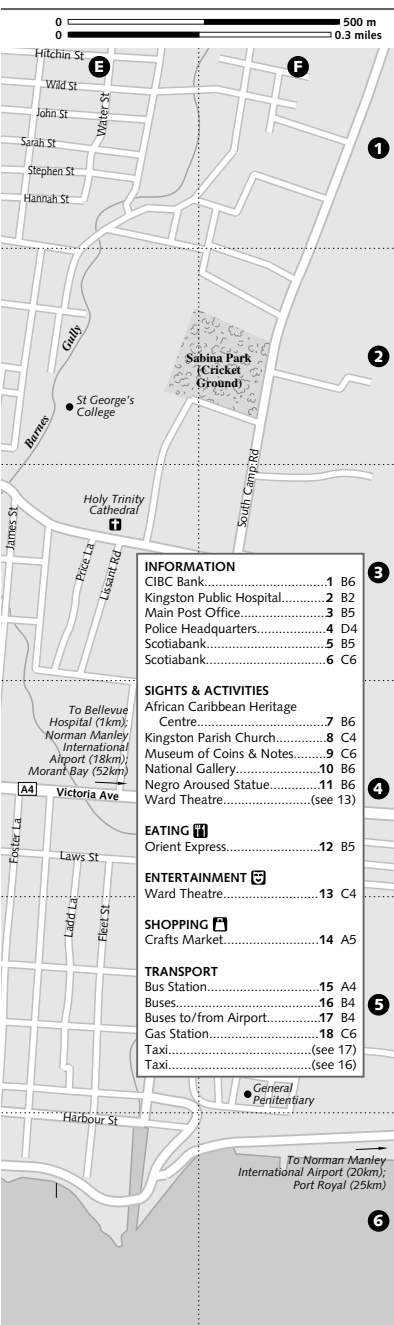 0 500 m
0 0.3 miles
Hitchin St
E
F
Wild St
Water St
John St
1
Sarah St
Stephen St
Hannah St
Gully
2
Sabina Park
(Cricket
Ground)
St George's
College
Barnes
South Camp Rd
Holy Trinity
Cathedral
James St
Price La
Lissant Rd
3
INFORMATION
CIBC Bank..............................1 B6
Kingston Public Hospital...........2 B2
Main Post Office.....................3 B5
Police Headquarters................4 D4
Scotiabank.............................5 B5
Scotiabank.............................6 C6
SIGHTS & ACTIVITIES
African Caribbean Heritage
Centre................................7 B6
Kingston Parish Church............8 C4
Museum of Coins & Notes........9 C6
National Gallery.....................10 B6
Negro Aroused Statue............11 B6
Ward Theatre....................(see 13)
EATING
Orient Express.......................12 B5
ENTERTAINMENT
Ward Theatre........................13 C4
SHOPPING
Crafts Market........................14 A5
TRANSPORT
Bus Station...........................15 A4
Buses..................................16 B4
Buses to/from Airport.............17 B4
Gas Station..........................18 C6
Taxi.................................(see 17)
Taxi.................................(see 16)
To Bellevue
Hospital (1km);
Norman Manley
International
Airport (18km);
Morant Bay (52km)
4
A4
Victoria Ave
Foster La
Laws St
Ladd La
Fleet St
5
General
Penitentiary
Harbour St
To Norman Manley
International Airport (20km);
Port Royal (25km)
6